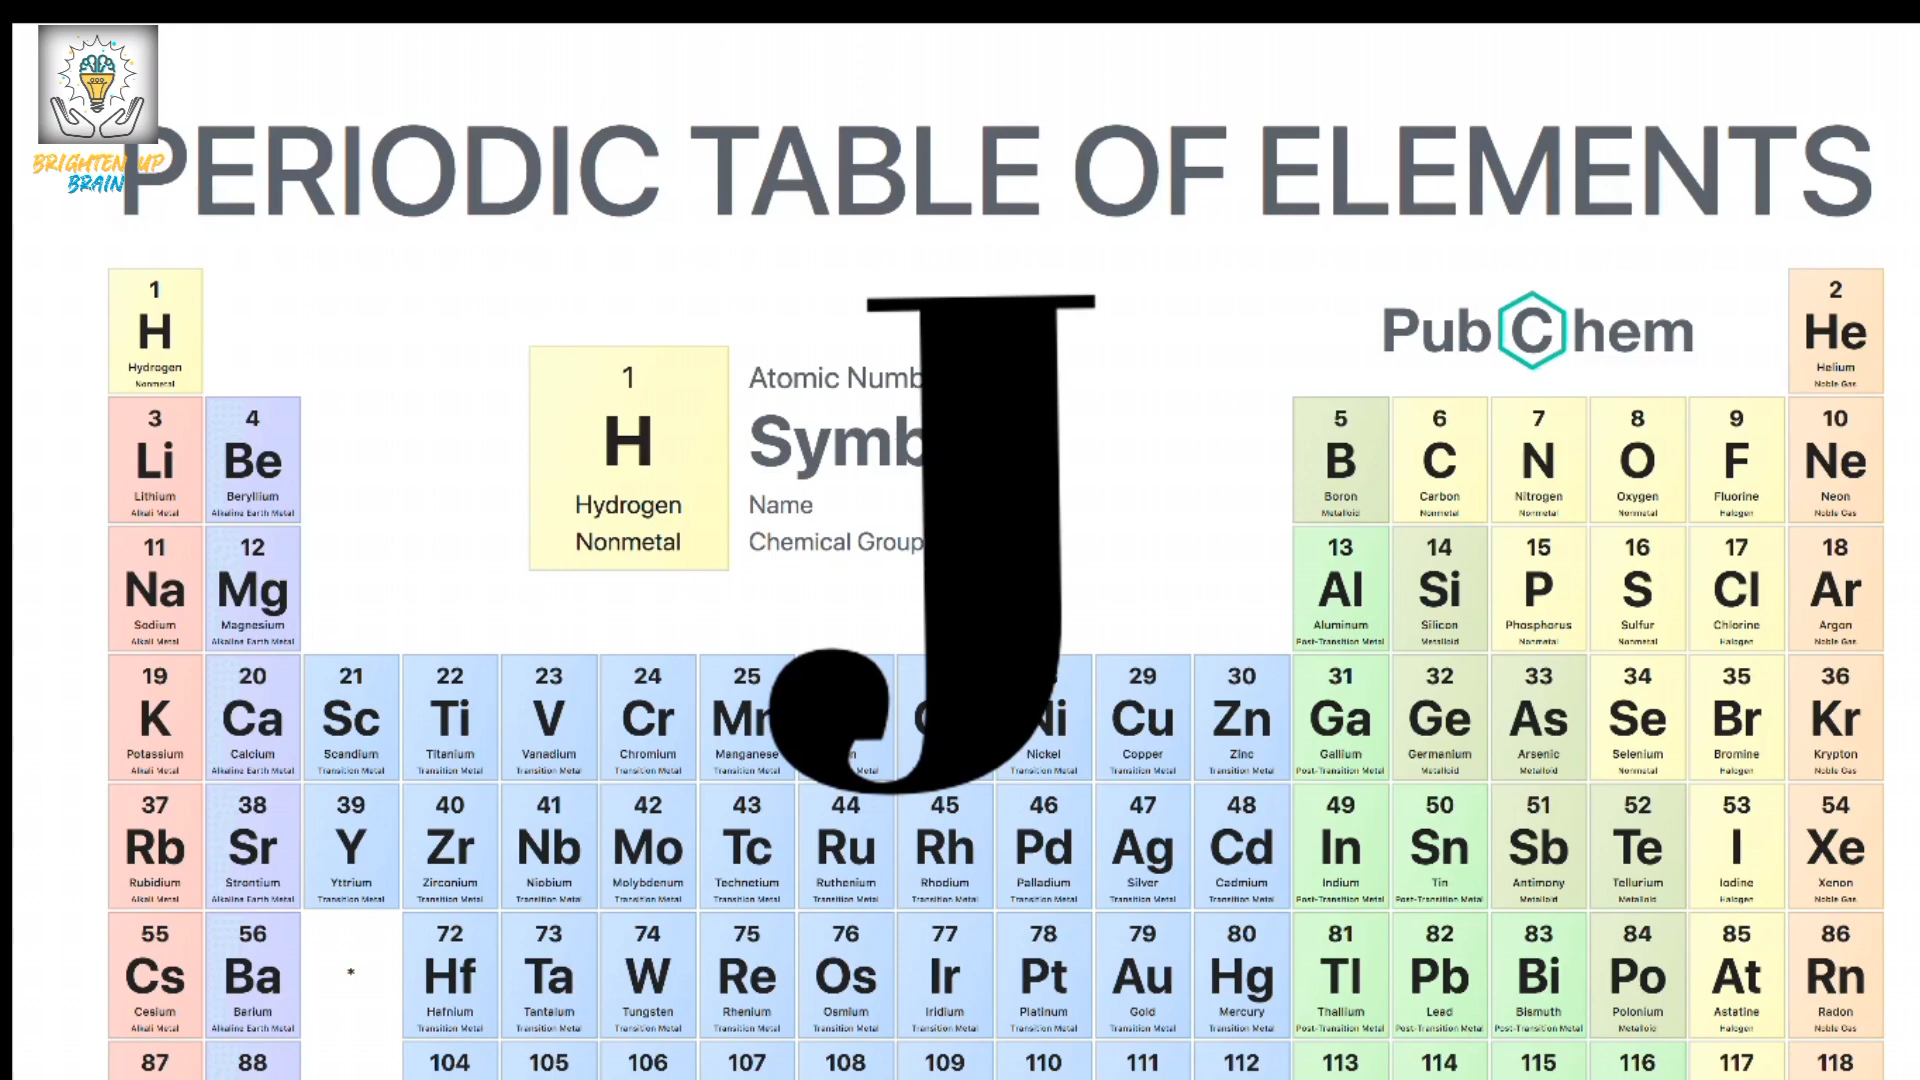 BRIGHTEN UP
BRAIN
PERIODIC TABLE OF ELEMENTS
J
PubChem
1 2
H He
Hydrogen Helium
Nonmetal Noble Gas
1 Atomic Numb
H Symb
Hydrogen Name
Nonmetal Chemical Group
3 4 5 6 7 8 9 10
Li Be B C N O F Ne
Lithium Beryllium Boron Carbon Nitrogen Oxygen Fluorine Neon
Alkali Metal Alkaline Earth Metal Metalloid Nonmetal Nonmetal Nonmetal Halogen Noble Gas
11 12 13 14 15 16 17 18
Na Mg Al Si P S Cl Ar
Sodium Magnesium Aluminum Silicon Phosphorus Sulfur Chlorine Argon
Alkali Metal Alkaline Earth Metal Post-Transition Metal Metalloid Nonmetal Nonmetal Halogen Noble Gas
19 20 21 22 23 24 25 29 30 31 32 33 34 35 36
K Ca Sc Ti V Cr Cu Zn Ga Ge As Se Br Kr
Potassium Calcium Scandium Titanium Vanadium Chromium Manganese Nickel Copper Zinc Gallium Germanium Arsenic Selenium Bromine Krypton
Alkali Metal Alkaline Earth Metal Transition Metal Transition Metal Transition Metal Transition Metal Transition Metal Metal Transition Metal Transition Metal Transition Metal Post-Transition Metal Metalloid Metalloid Nonmetal Halogen Noble Gas
37 38 39 40 41 42 43 44 45 46 47 48 49 50 51 52 53 54
Rb Sr Y Zr Nb Mo Tc Ru Rh Pd Ag Cd In Sn Sb Te I Xe
Rubidium Strontium Yttrium Zirconium Niobium Molybdenum Technetium Ruthenium Rhodium Palladium Silver Cadmium Indium Tin Antimony Tellurium Iodine Xenon
Alkali Metal Alkaline Earth Metal Transition Metal Transition Metal Transition Metal Transition Metal Transition Metal Transition Metal Transition Metal Transition Metal Transition Metal Transition Metal Post-Transition Metal Post-Transition Metal Metalloid Metalloid Halogen Noble Gas
55 56 72 73 74 75 76 77 78 79 80 81 82 83 84 85 86
Cs Ba * Hf Ta W Re Os Ir Pt Au Hg Tl Pb Bi Po At Rn
Cesium Barium Hafnium Tantalum Tungsten Rhenium Osmium Iridium Platinum Gold Mercury Thallium Lead Bismuth Polonium Astatine Radon
Alkali Metal Alkaline Earth Metal Transition Metal Transition Metal Transition Metal Transition Metal Transition Metal Transition Metal Transition Metal Transition Metal Transition Metal Post-Transition Metal Post-Transition Metal Post-Transition Metal Metalloid Halogen Noble Gas
87 88 104 105 106 107 108 109 110 111 112 113 114 115 116 117 118